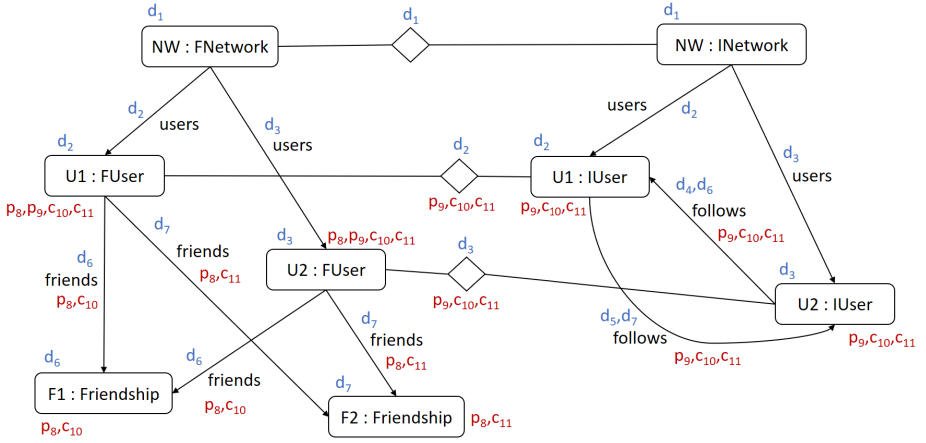 d1
d1
d1
NW : FNetwork
NW : INetwork
d2
users
d3
users
users
d2
d3
users
d2
d2
d2
U1 : FUser
U1 : IUser
p8,p9,c10,c11
p9,c10,c11
p9,c10,c11
d4,d6
follows
p9,c10,c11
d7
friends
p8,c11
d3
p8,p9,c10,c11
U2 : FUser
d3
p9,c10,c11
d3
U2 : IUser
p9,c10,c11
d6
friends
p8,c10
d5,d7
follows
p9,c10,c11
d7
friends
p8,c11
d6
friends
p8,c10
d6
F1 : Friendship
p8,c10
d7
F2 : Friendship
p8,c11